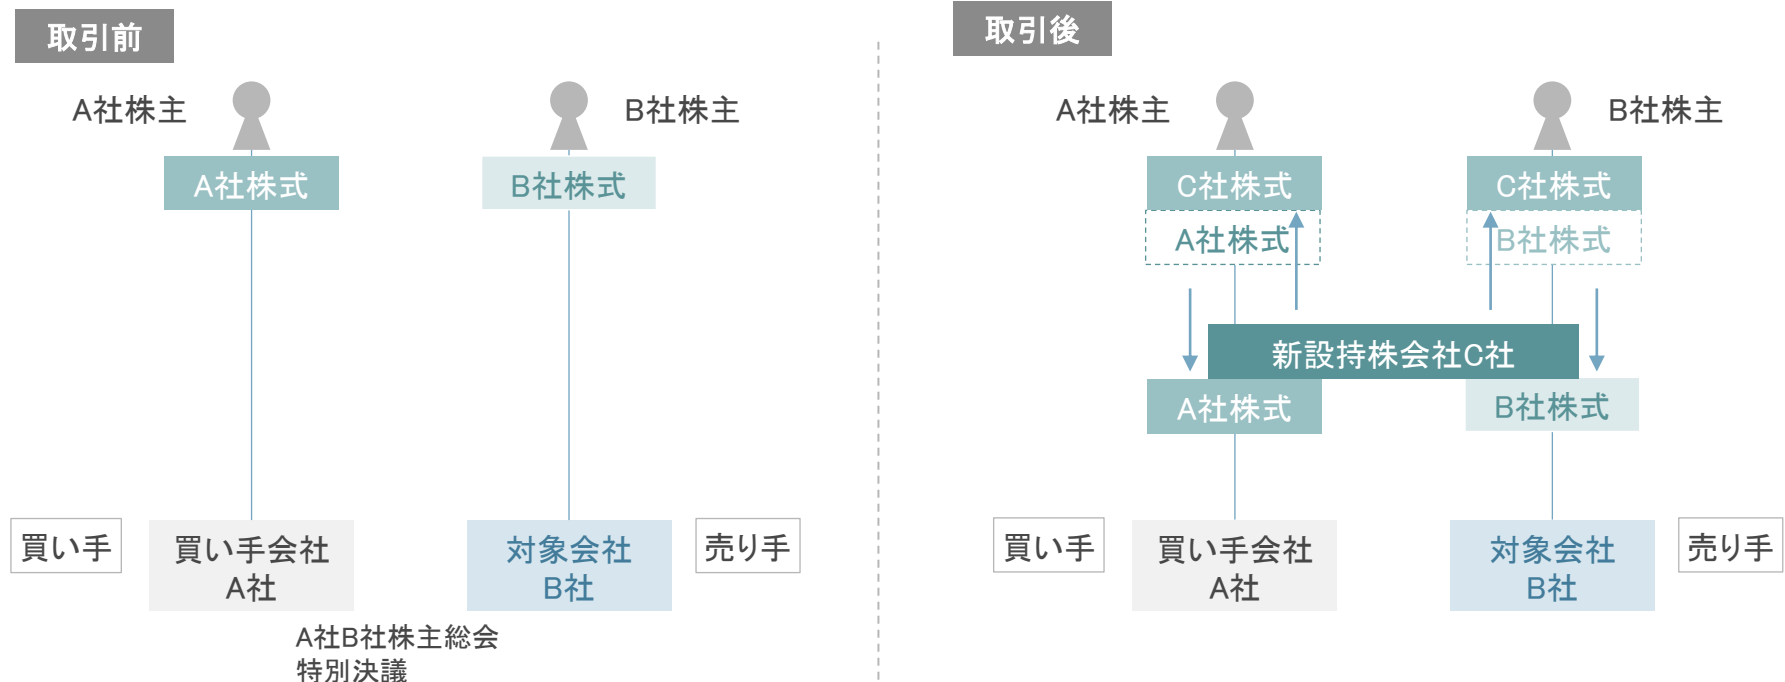 取引前
A社株主
B社株主
A社株式
B社株式
買い手
買い手会社
A社
対象会社
B社
売り手
A社B社株主総会
特別決議
取引後
A社株主
B社株主
C社株式
C社株式
A社株式
B社株式
新設持株会社C社
A社株式
B社株式
買い手
買い手会社
A社
対象会社
B社
売り手